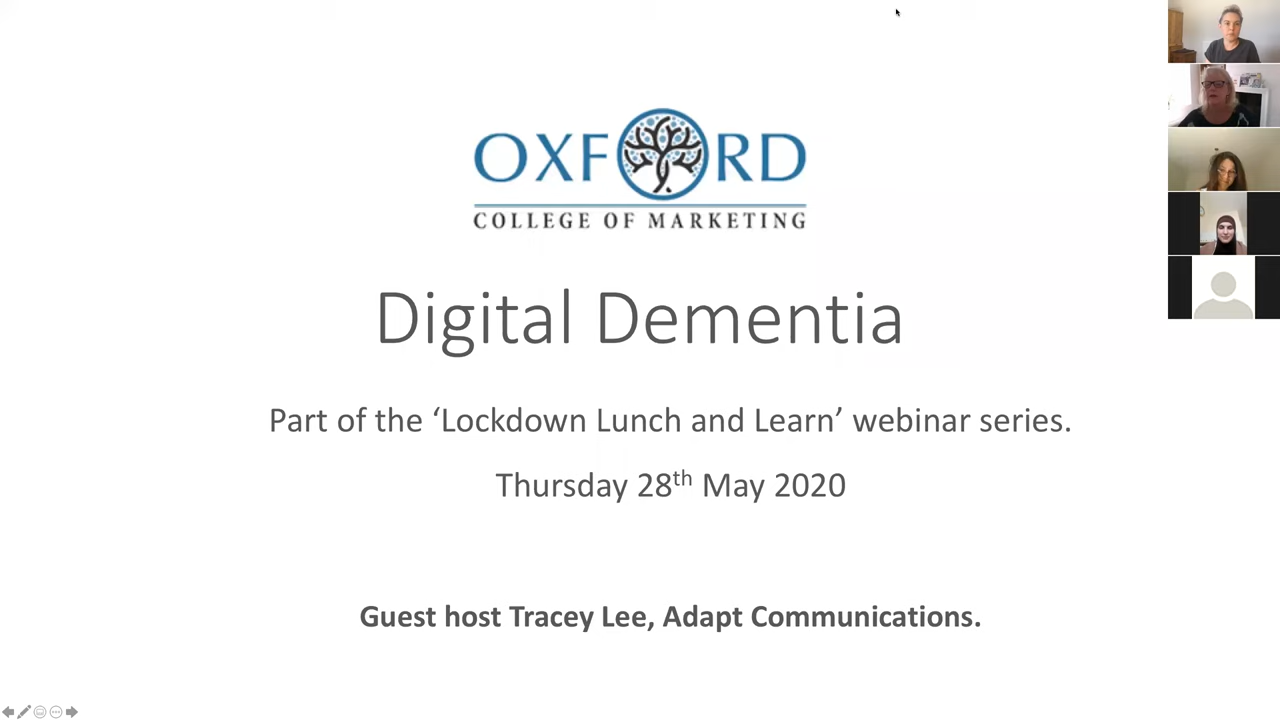 OXFORD
COLLEGE OF MARKETING
Digital Dementia
Part of the ‘Lockdown Lunch and Learn’ webinar series.
Thursday 28th May 2020
Guest host Tracey Lee, Adapt Communications.